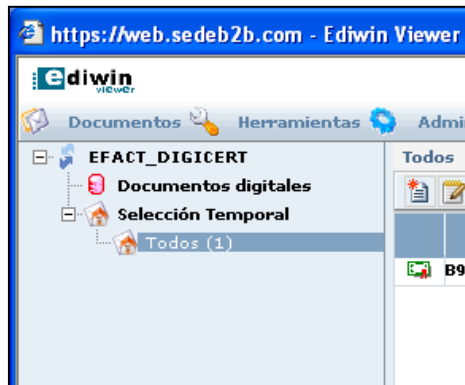 https://web.sedeb2b.com - Ediwin Viewer
ediwin
viewer
Documentos Herramientas Admi
EFACT_DIGICERT
Todos
Documentos digitales
Selección Temporal
Todos (1)
B9